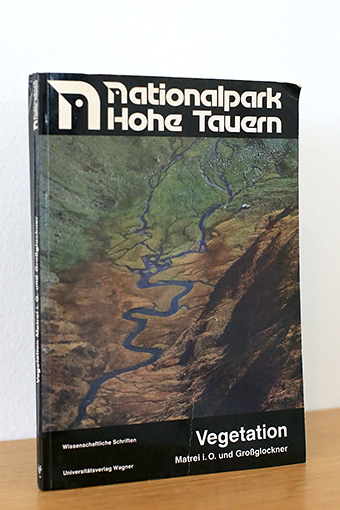 nationalpark
Hohe Tauern
Vegetation
Matrei i. O. und Großglockner
Wissenschaftliche Schriften
Universitätsverlag Wagner
Vegetation Matrei i. O. und Großglockner